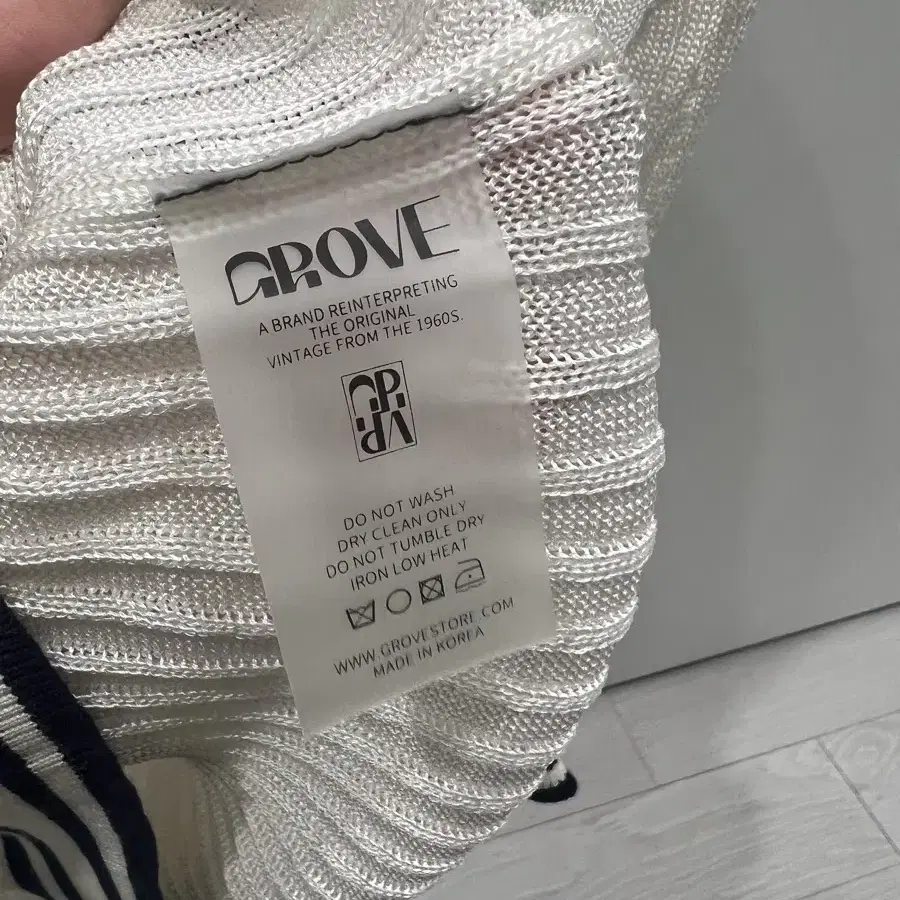 GROVE
A BRAND REINTERPRETING
THE ORIGINAL
VINTAGE FROM THE 1960S.
DO NOT WASH
DRY CLEAN ONLY
DO NOT TUMBLE DRY
IRON LOW HEAT
WWW.GROVESTORE.COM
MADE IN KOREA